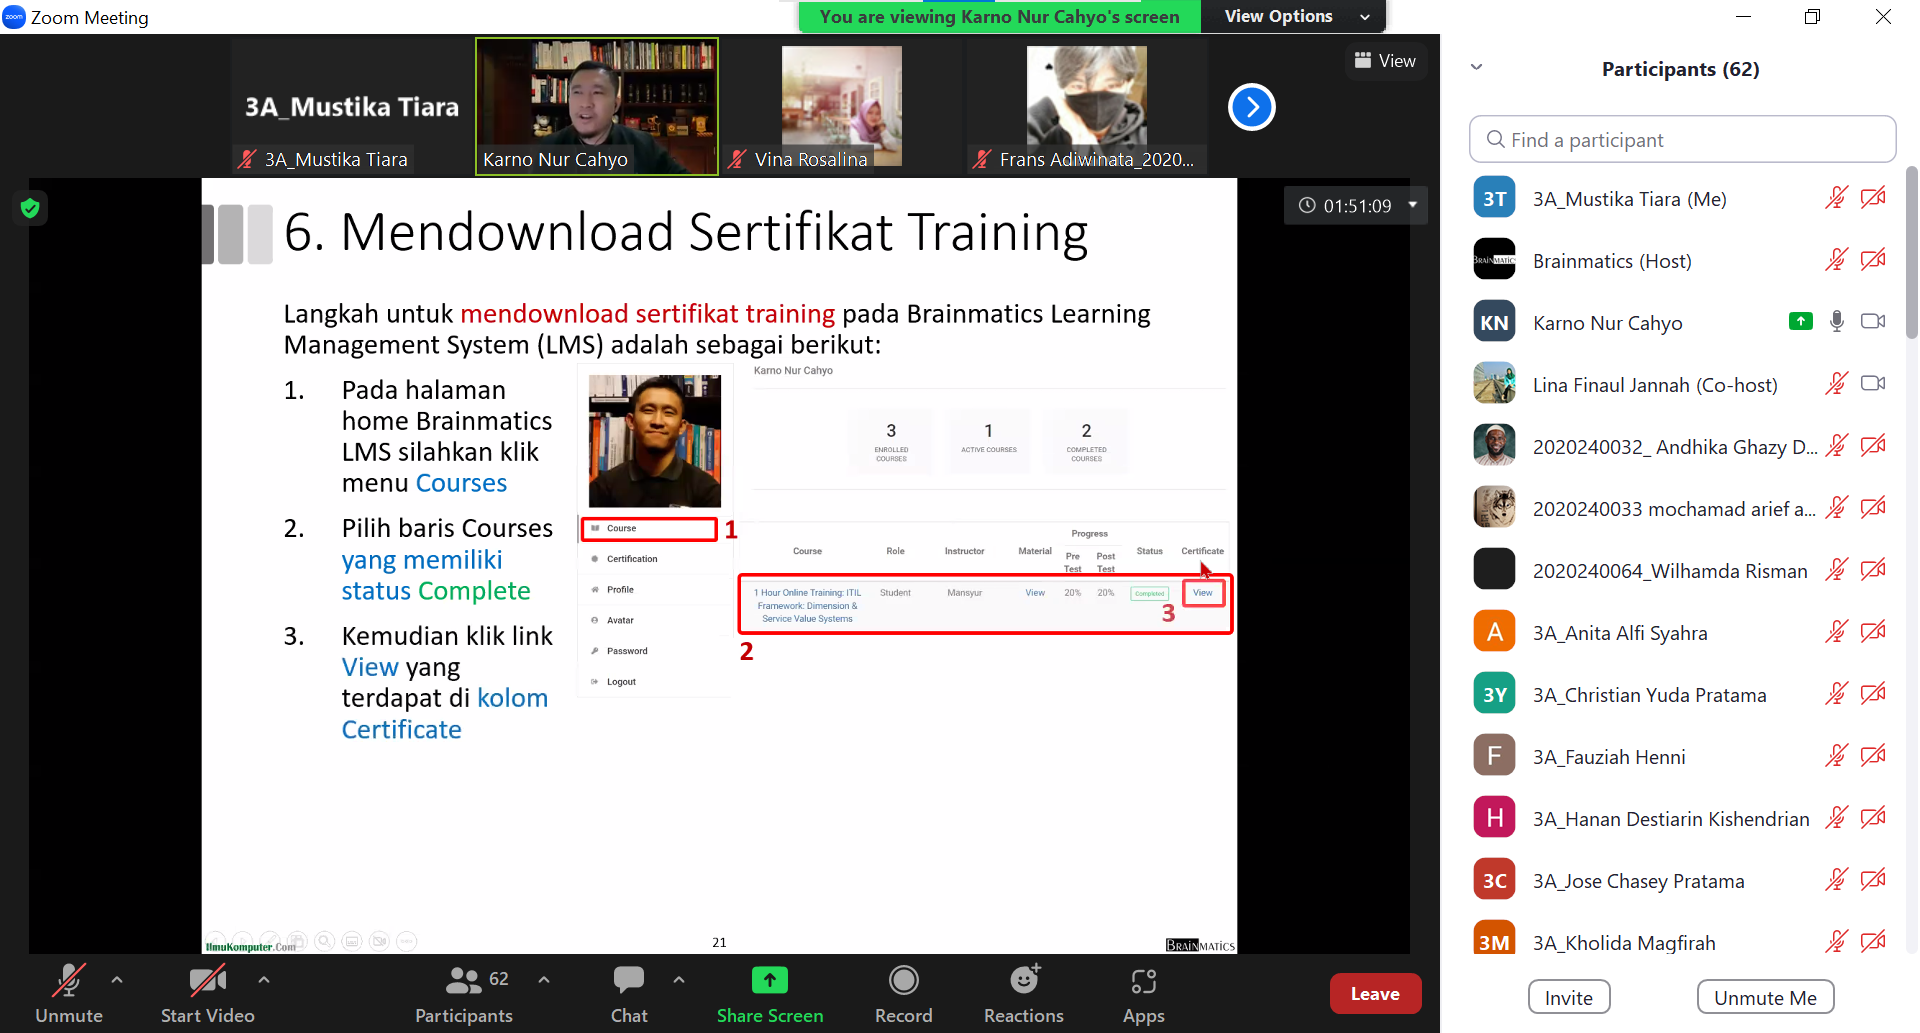 Zoom Meeting
You are viewing Karno Nur Cahyo's screen
View Options
3A_Mustika Tiara
3A_Mustika Tiara
Karno Nur Cahyo
Vina Rosalina
Frans Adiwinata_2020...
View
01:51:09
6. Mendownload Sertifikat Training
Langkah untuk mendownload sertifikat training pada Brainmatics Learning
Management System (LMS) adalah sebagai berikut:
1. Pada halaman
home Brainmatics
LMS silahkan klik
menu Courses
2. Pilih baris Courses
yang memiliki
status Complete
3. Kemudian klik link
View yang
terdapat di kolom
Certificate
Course
1
Certification
Profile
Avatar
Password
Logout
Karno Nur Cahyo
3
ENROLLED
COURSES
1
ACTIVE COURSES
2
COMPLETED
COURSES
Progress
Course Role Instructor Material Pre Test Post Test Status Certificate
1 Hour Online Training: ITIL
Framework: Dimension &
Service Value Systems
Student Mansyur View 20% 20% Completed View
3
2
IlmuKomputer.Com
21
BRAINMATICS
Unmute
Start Video
62
Participants
Chat
Share Screen
Record
Reactions
Apps
Leave
Participants (62)
Find a participant
3T 3A_Mustika Tiara (Me)
BRAINMATICS Brainmatics (Host)
KN Karno Nur Cahyo
Lina Finaul Jannah (Co-host)
2020240032_ Andhika Ghazy D...
2020240033 mochamad arief a...
2020240064_Wilhamda Risman
A 3A_Anita Alfi Syahra
3Y 3A_Christian Yuda Pratama
F 3A_Fauziah Henni
H 3A_Hanan Destiarin Kishendrian
3C 3A_Jose Chasey Pratama
3M 3A_Kholida Magfirah
Invite
Unmute Me